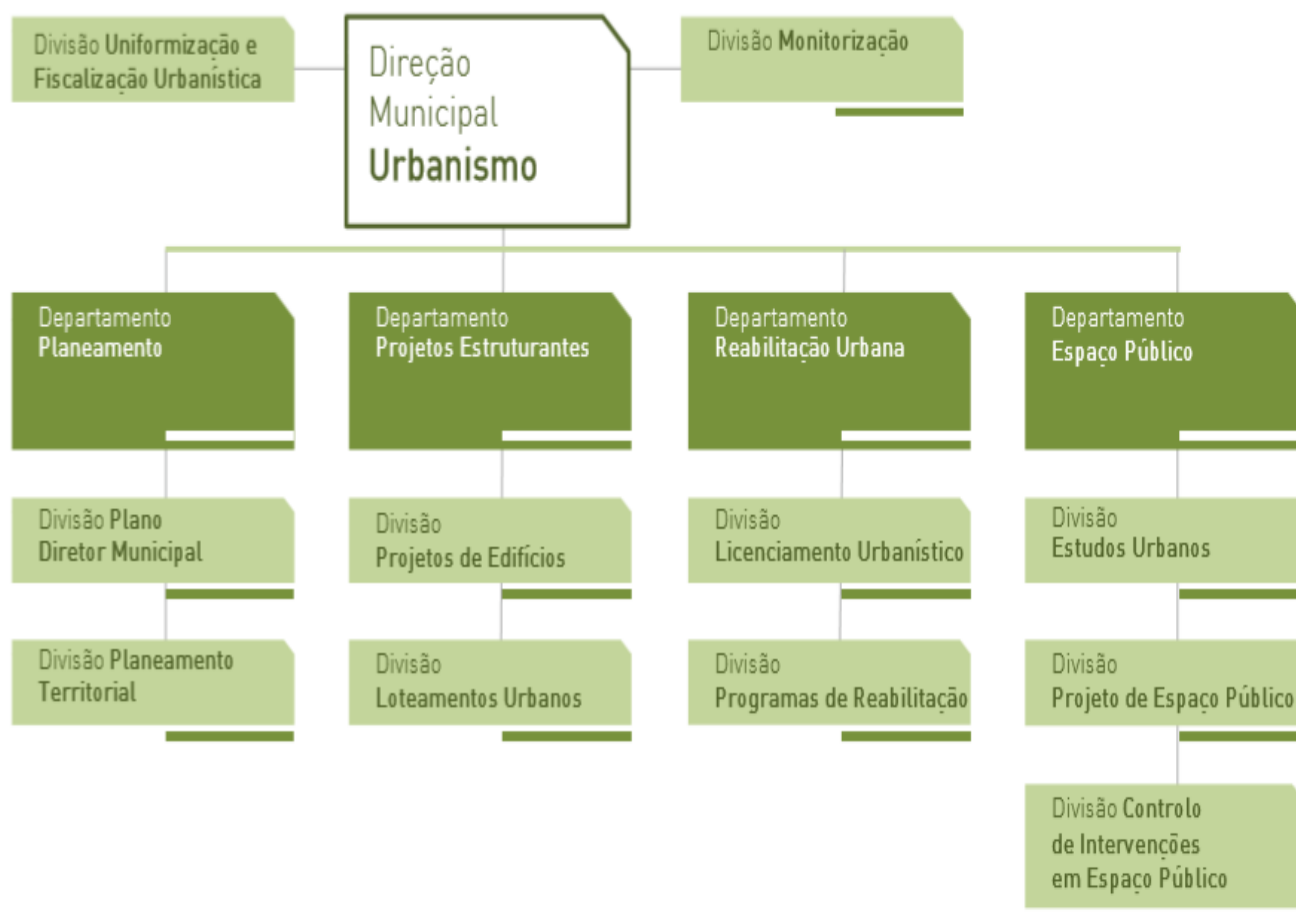 Divisão Uniformização e
Fiscalização Urbanística
Direção
Municipal
Urbanismo
Divisão Monitorização
Departamento
Planeamento
Departamento
Projetos Estruturantes
Departamento
Reabilitação Urbana
Departamento
Espaço Público
Divisão Plano
Diretor Municipal
Divisão
Projetos de Edifícios
Divisão
Licenciamento Urbanístico
Divisão
Estudos Urbanos
Divisão Planeamento
Territorial
Divisão
Loteamentos Urbanos
Divisão
Programas de Reabilitação
Divisão
Projeto de Espaço Público
Divisão Controlo
de Intervenções
em Espaço Público